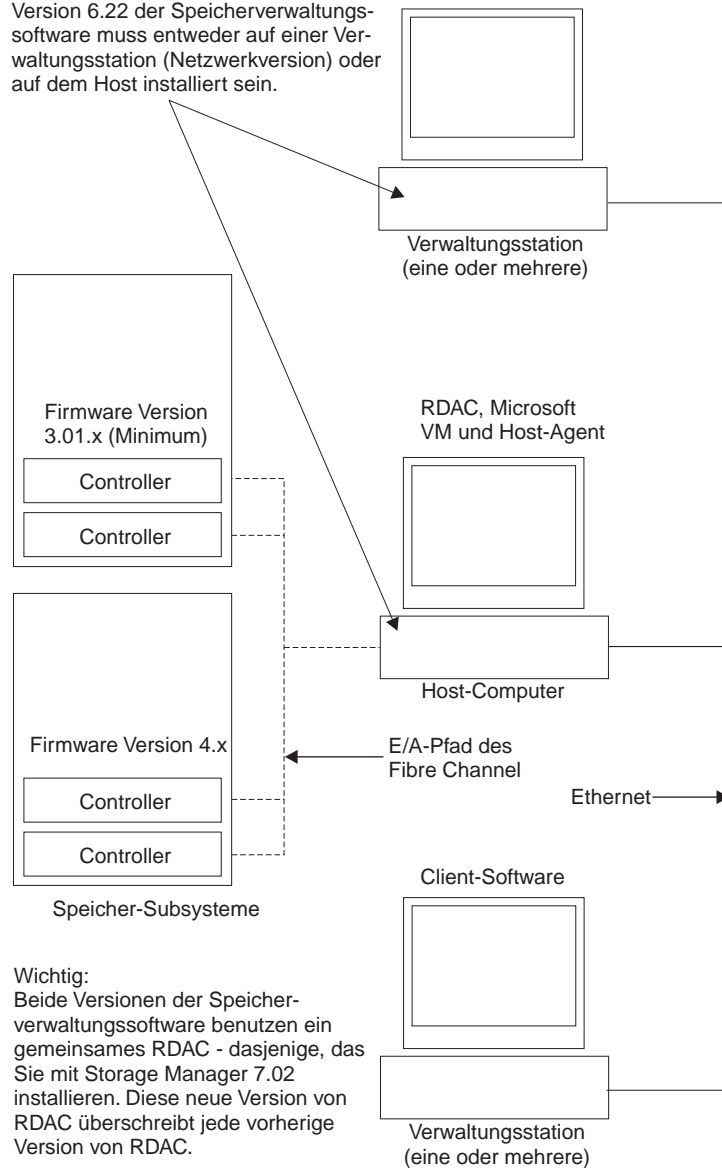 Version 6.22 der Speicherverwaltungs-
software muss entweder auf einer Ver-
waltungsstation (Netzwerkversion) oder
auf dem Host installiert sein.
Verwaltungsstation
(eine oder mehrere)
Firmware Version
3.01.x (Minimum)
Controller
Controller
RDAC, Microsoft
VM und Host-Agent
Host-Computer
Firmware Version 4.x
Controller
Controller
Speicher-Subsysteme
E/A-Pfad des
Fibre Channel
Ethernet
Client-Software
Verwaltungsstation
(eine oder mehrere)
Wichtig:
Beide Versionen der Speicher-
verwaltungssoftware benutzen ein
gemeinsames RDAC - dasjenige, das
Sie mit Storage Manager 7.02
installieren. Diese neue Version von
RDAC überschreibt jede vorherige
Version von RDAC.